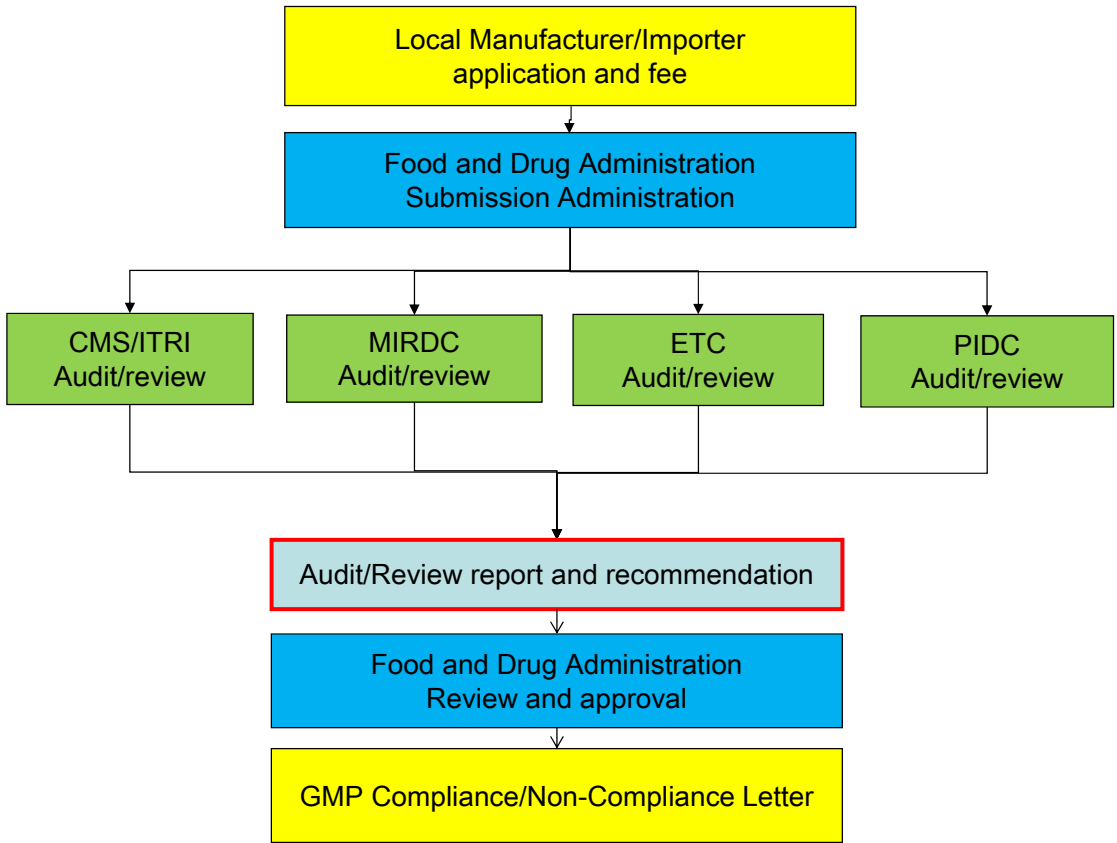 Local Manufacturer/Importer
application and fee
Food and Drug Administration
Submission Administration
CMS/ITRI
Audit/review
MIRDC
Audit/review
ETC
Audit/review
PIDC
Audit/review
Audit/Review report and recommendation
Food and Drug Administration
Review and approval
GMP Compliance/Non-Compliance Letter